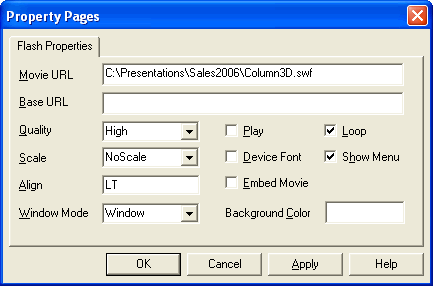 Property Pages
Flash Properties
Movie URL C:\Presentations\Sales2006\Column3D.swf
Base URL
Quality High Play Loop
Scale NoScale Device Font Show Menu
Align LT Embed Movie
Window Mode Window Background Color
OK Cancel Apply Help